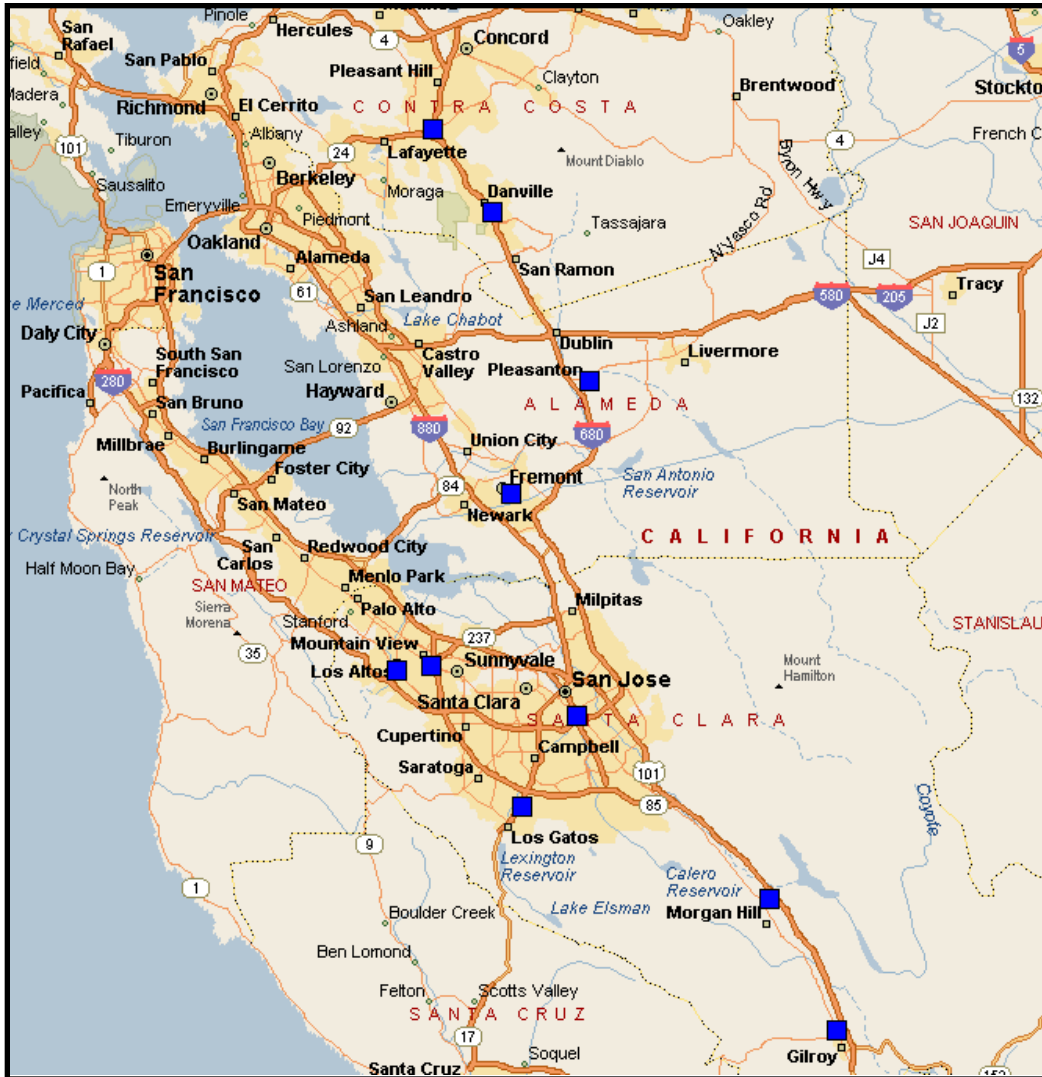 Pinole
Hercules
Oakley
San
Rafael
4
Concord
5
San Pablo
Pleasant Hill
Clayton
Brentwood
Stockto
Madera
Richmond
El Cerrito
CONTRA COSTA
Tiburon
Albany
24
Lafayette
Mount Diablo
Byron Hwy
4
French C
101
Sausalito
Berkeley
Moraga
Danville
Emeryville
Piedmont
Tassajara
N Vasco Rd
SAN JOAQUIN
Oakland
Alameda
San Ramon
J4
1
San
Francisco
61
San Leandro
580
205
Tracy
Merced
Ashland
Lake Chabot
J2
Daly City
Dublin
South San
Francisco
San Lorenzo
Castro
Valley
Livermore
Pleasanton
Pacifica
280
Hayward
ALAMEDA
132
San Bruno
San Francisco Bay
92
880
680
Millbrae
Burlingame
Union City
Foster City
Fremont
San Antonio
Reservoir
North
Peak
84
San Mateo
Newark
Crystal Springs Reservoir
San
Carlos
Redwood City
CALIFORNIA
Half Moon Bay
SAN MATEO
Menlo Park
Sierra
Morena
Palo Alto
Milpitas
Stanford
STANISLAU
35
Mountain View
237
Los Altos
Sunnyvale
Mount
Hamilton
San Jose
Santa Clara
SANTA CLARA
Cupertino
Campbell
Saratoga
101
85
Coyote
Los Gatos
9
Lexington
Reservoir
Calero
Reservoir
1
Lake Elsman
Morgan Hill
Boulder Creek
Ben Lomond
Felton
Scotts Valley
SANTA CRUZ
17
Gilroy
Santa Cruz
Soquel
152